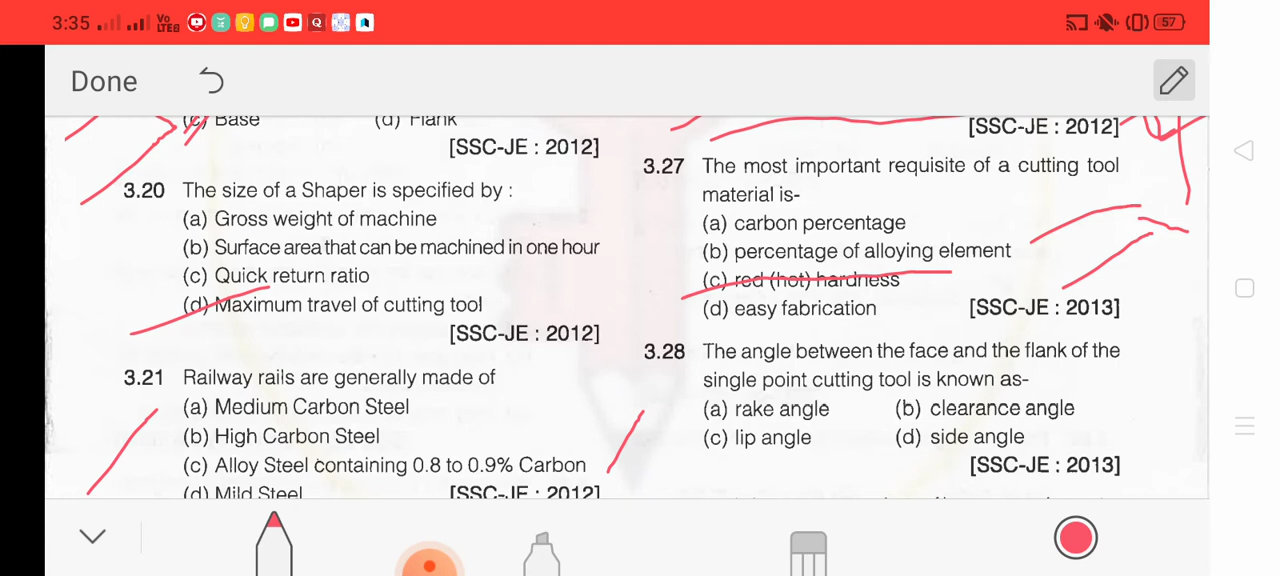 3:35 Vo LTE 57
Done
(c) Base (d) Flank
[SSC-JE : 2012]
3.20 The size of a Shaper is specified by :
(a) Gross weight of machine
(b) Surface area that can be machined in one hour
(c) Quick return ratio
(d) Maximum travel of cutting tool
[SSC-JE : 2012]
3.21 Railway rails are generally made of
(a) Medium Carbon Steel
(b) High Carbon Steel
(c) Alloy Steel containing 0.8 to 0.9% Carbon
(d) Mild Steel [SSC-JE : 2012]
[SSC-JE : 2012]
3.27 The most important requisite of a cutting tool
material is-
(a) carbon percentage
(b) percentage of alloying element
(c) red (hot) hardness
(d) easy fabrication [SSC-JE : 2013]
3.28 The angle between the face and the flank of the
single point cutting tool is known as-
(a) rake angle (b) clearance angle
(c) lip angle (d) side angle
[SSC-JE : 2013]